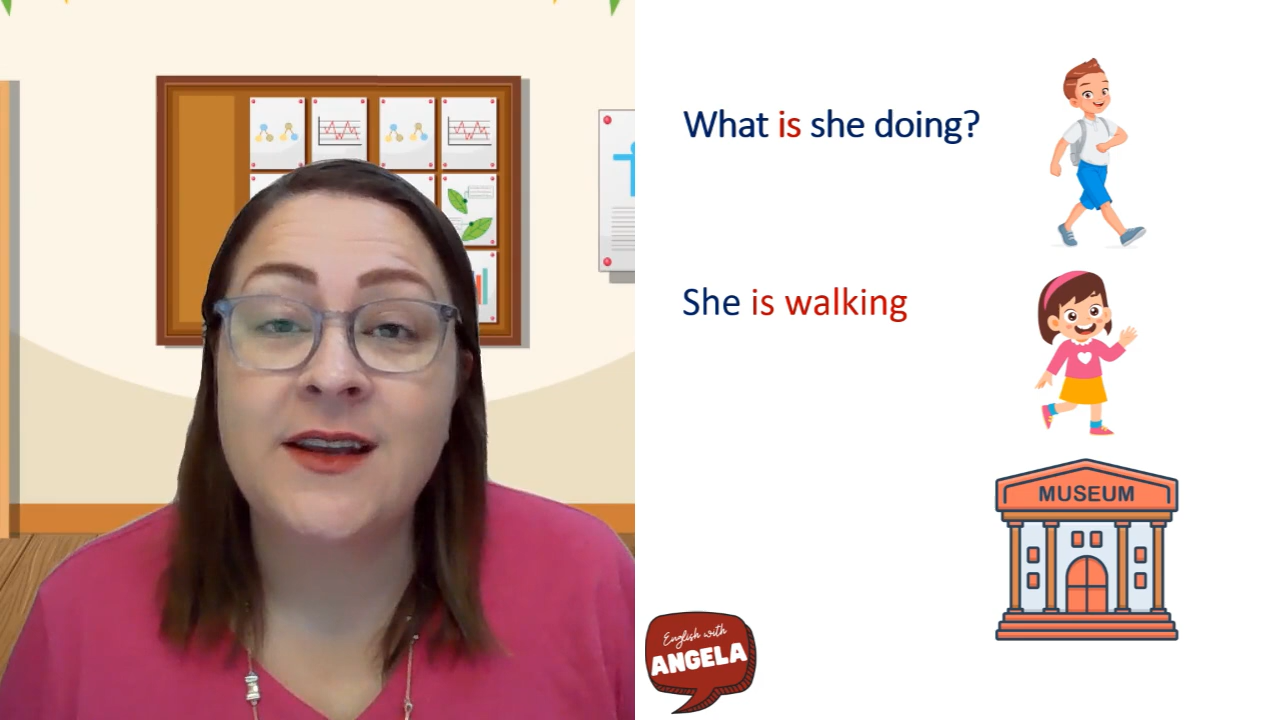 What is she doing?
She is walking
MUSEUM
English with
ANGELA